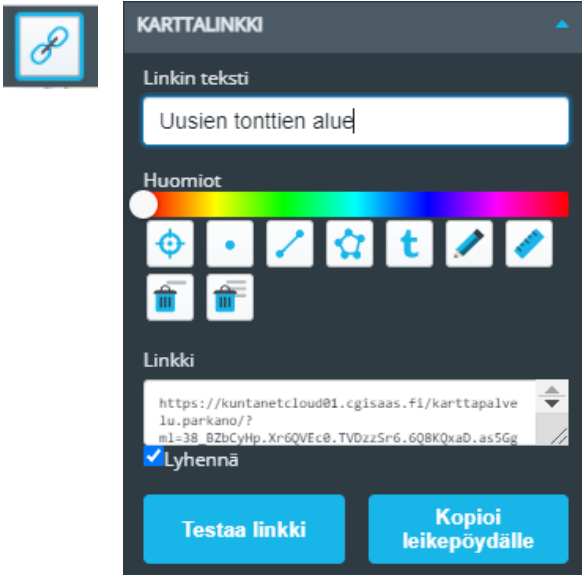 KARTTALINKKI
Linkin teksti
Uusien tonttien alue
Huomiot
t
Linkki
https://kuntanetcloud01.cgisaas.fi/karttapalve
lu.parkano/?
ml=38_BZbCyHp.Xr6QVEc0.TVDzzSr6.6Q8KQxaD.as5Gg
Lyhennä
Testaa linkki
Kopioi
leikepöydälle